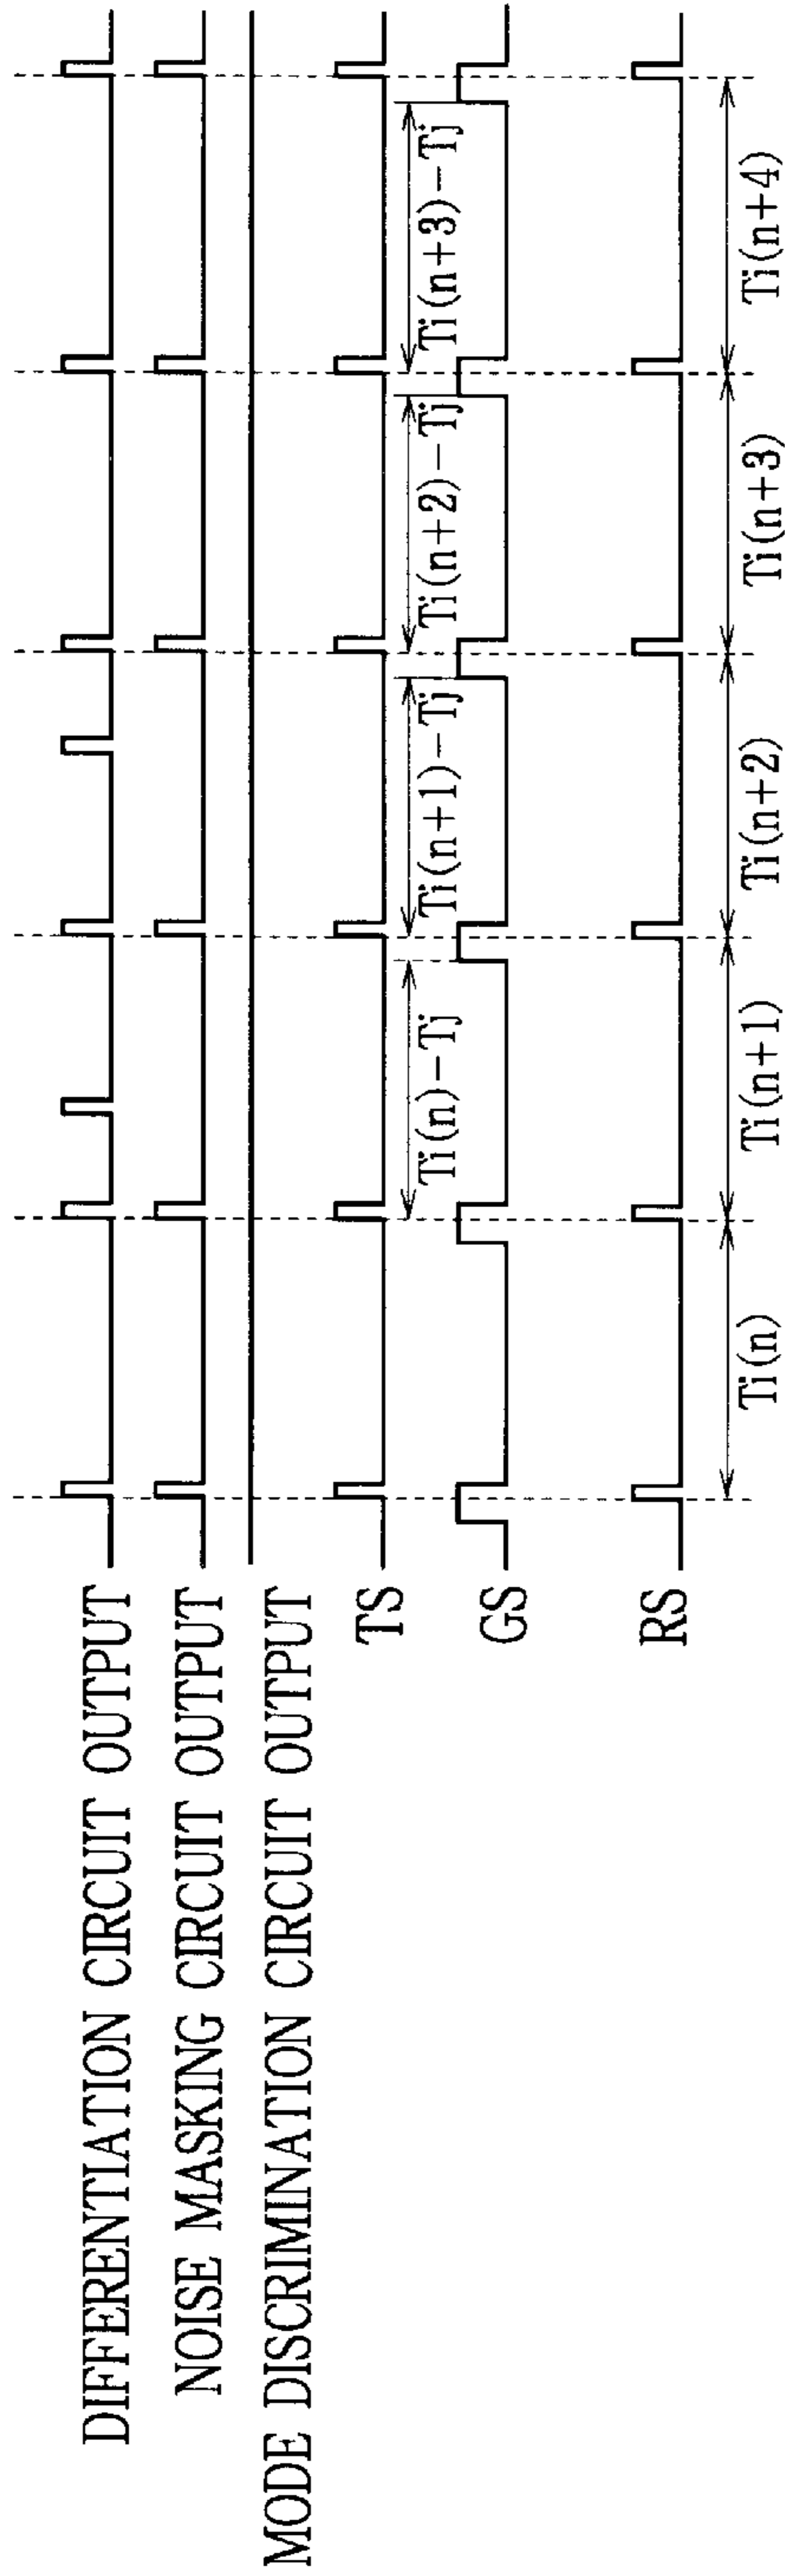 DIFFERENTIATION CIRCUIT OUTPUT
NOISE MASKING CIRCUIT OUTPUT
MODE DISCRIMINATION CIRCUIT OUTPUT
TS
Ti(n)-Tj
Ti(n+1)-Tj
Ti(n+2)-Tj
Ti(n+3)-Tj
GS
RS
Ti(n)
Ti(n+1)
Ti(n+2)
Ti(n+3)
Ti(n+4)